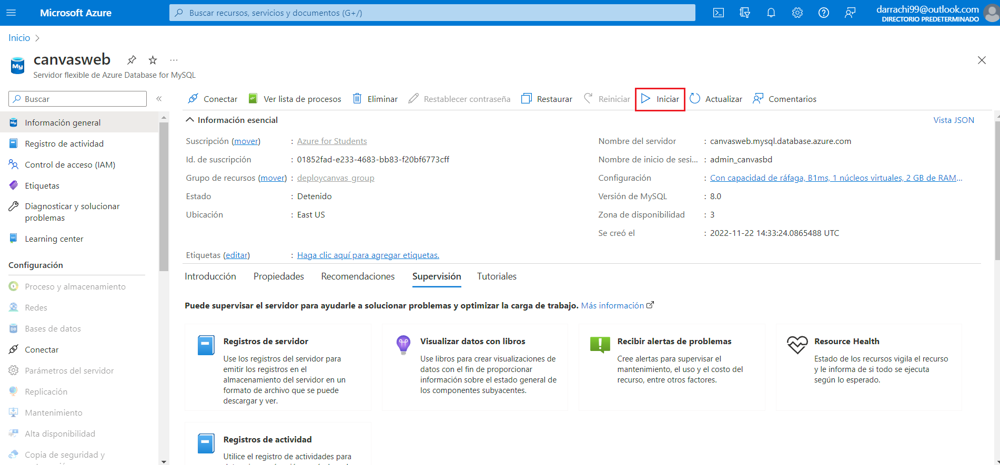 Microsoft Azure
Buscar recursos, servicios y documentos (G+/)
darrachi99@outlook.com
DIRECTORIO PREDETERMINADO
Inicio
My
canvasweb
Servidor flexible de Azure Database for MySQL
Buscar
Conectar
Ver lista de procesos
Eliminar
Restablecer contraseña
Restaurar
Reiniciar
Iniciar
Actualizar
Comentarios
Información general
Registro de actividad
Control de acceso (IAM)
Etiquetas
Diagnosticar y solucionar
problemas
Learning center
Configuración
Proceso y almacenamiento
Redes
Bases de datos
Conectar
Parámetros del servidor
Replicación
Mantenimiento
Alta disponibilidad
Copia de seguridad y
Información esencial
Vista JSON
Suscripción (mover) : Azure for Students
Id. de suscripción : 01852fad-e233-4683-bb83-f20bf6773cff
Grupo de recursos (mover) : deploycanvas_group
Estado : Detenido
Ubicación : East US
Nombre del servidor : canvasweb.mysql.database.azure.com
Nombre de inicio de sesi... : admin_canvasbd
Configuración : Con capacidad de ráfaga, B1ms, 1 núcleos virtuales, 2 GB de RAM...
Versión de MySQL : 8.0
Zona de disponibilidad : 3
Se creó el : 2022-11-22 14:33:24.0865488 UTC
Etiquetas (editar) : Haga clic aquí para agregar etiquetas.
Introducción
Propiedades
Recomendaciones
Supervisión
Tutoriales
Puede supervisar el servidor para ayudarle a solucionar problemas y optimizar la carga de trabajo. Más información
Registros de servidor
Use los registros del servidor para
emitir los registros en el
almacenamiento del servidor en un
formato de archivo que se puede
descargar y ver.
Visualizar datos con libros
Use libros para crear visualizaciones de
datos con el fin de proporcionar
información sobre el estado general de
los componentes subyacentes.
Recibir alertas de problemas
Cree alertas para supervisar el
mantenimiento, el uso y el costo del
recurso, entre otros factores.
Resource Health
Estado de los recursos vigila el recurso
y le informa de si todo se ejecuta
según lo esperado.
Registros de actividad
Utilice el registro de actividades para